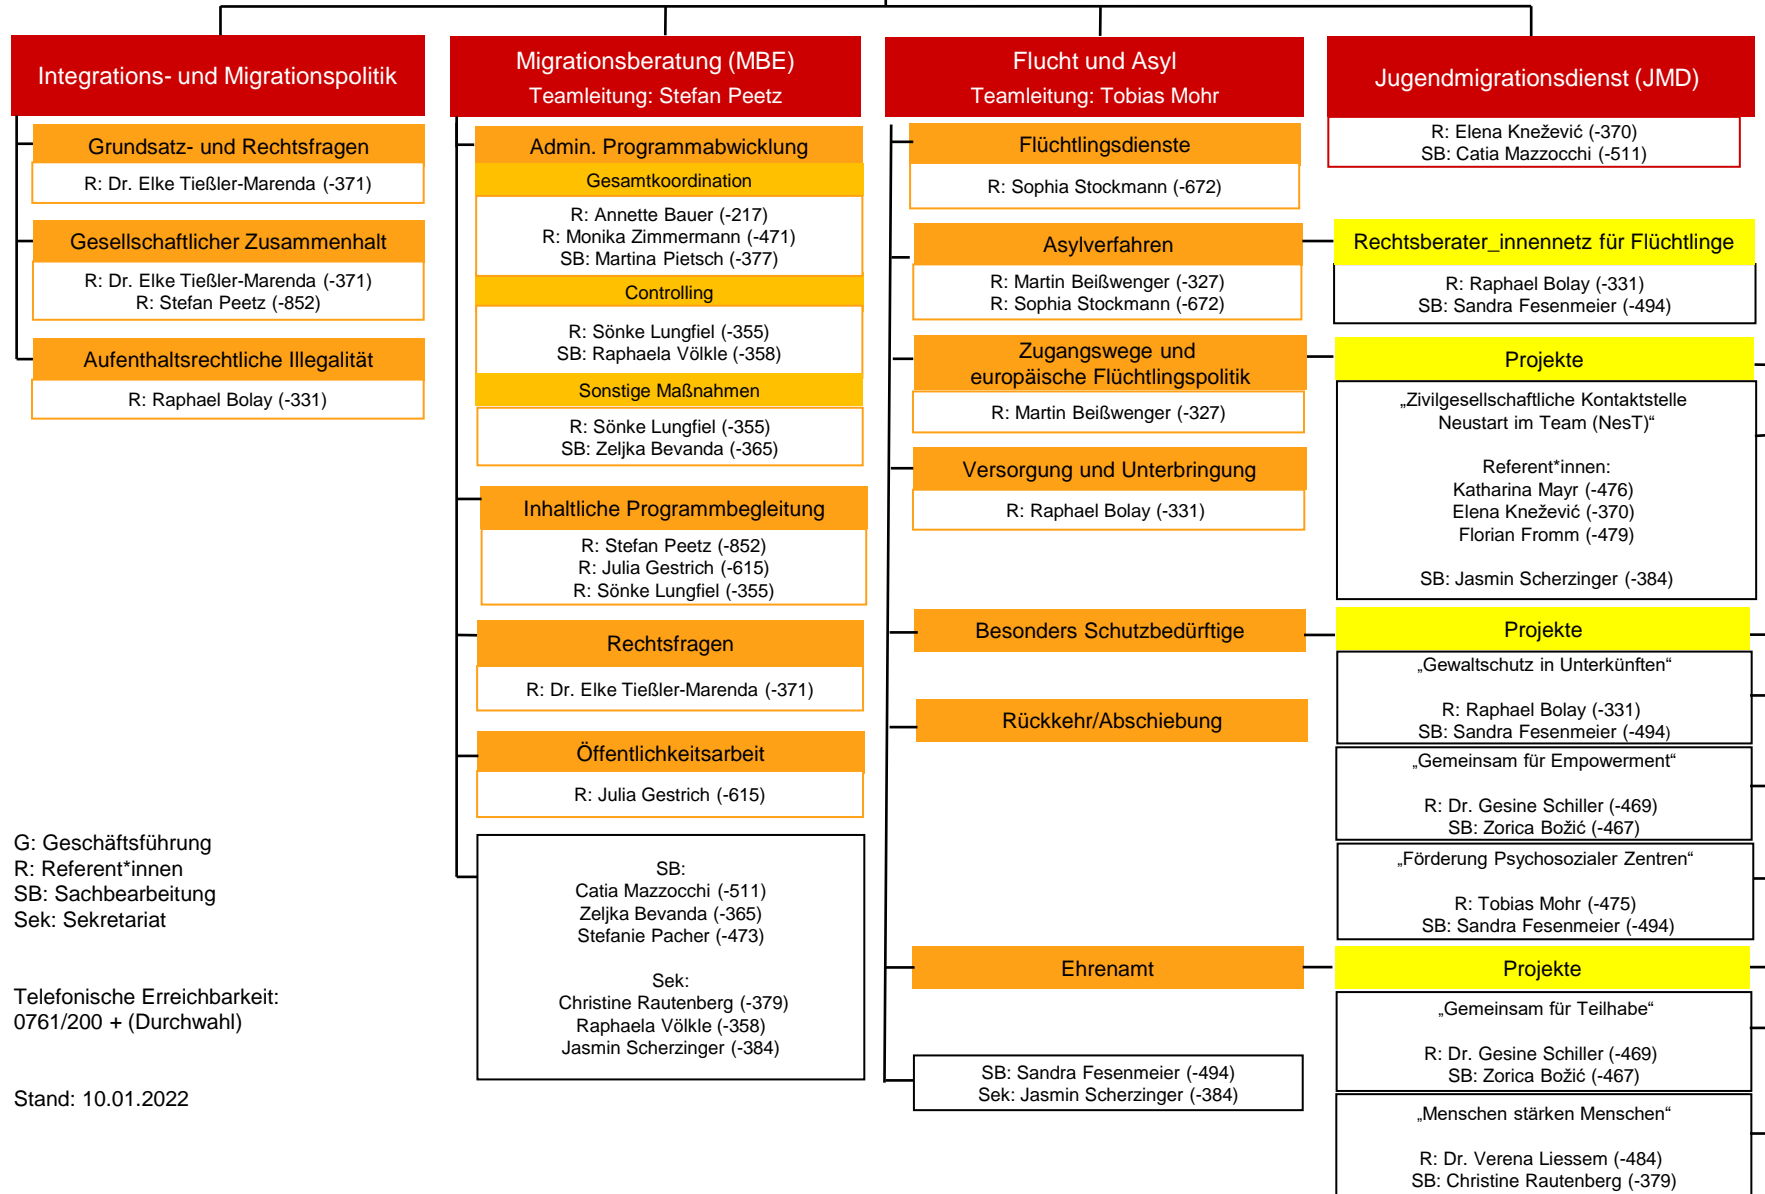 Integrations- und Migrationspolitik
Grundsatz- und Rechtsfragen
R: Dr. Elke Tießler-Marenda (-371)
Gesellschaftlicher Zusammenhalt
R: Dr. Elke Tießler-Marenda (-371)
R: Stefan Peetz (-852)
Aufenthaltsrechtliche Illegalität
R: Raphael Bolay (-331)
Migrationsberatung (MBE)
Teamleitung: Stefan Peetz
Admin. Programmabwicklung
Gesamtkoordination
R: Annette Bauer (-217)
R: Monika Zimmermann (-471)
SB: Martina Pietsch (-377)
Controlling
R: Sönke Lungfiel (-355)
SB: Raphaela Völkle (-358)
Sonstige Maßnahmen
R: Sönke Lungfiel (-355)
SB: Zeljka Bevanda (-365)
Inhaltliche Programmbegleitung
R: Stefan Peetz (-852)
R: Julia Gestrich (-615)
R: Sönke Lungfiel (-355)
Rechtsfragen
R: Dr. Elke Tießler-Marenda (-371)
Öffentlichkeitsarbeit
R: Julia Gestrich (-615)
SB:
Catia Mazzocchi (-511)
Zeljka Bevanda (-365)
Stefanie Pacher (-473)
Sek:
Christine Rautenberg (-379)
Raphaela Völkle (-358)
Jasmin Scherzinger (-384)
Flucht und Asyl
Teamleitung: Tobias Mohr
Flüchtlingsdienste
R: Sophia Stockmann (-672)
Asylverfahren
R: Martin Beißwenger (-327)
R: Sophia Stockmann (-672)
Zugangswege und
europäische Flüchtlingspolitik
R: Martin Beißwenger (-327)
Versorgung und Unterbringung
R: Raphael Bolay (-331)
Besonders Schutzbedürftige
Rückkehr/Abschiebung
Ehrenamt
SB: Sandra Fesenmeier (-494)
Sek: Jasmin Scherzinger (-384)
Jugendmigrationsdienst (JMD)
R: Elena Knežević (-370)
SB: Catia Mazzocchi (-511)
Rechtsberater_innennetz für Flüchtlinge
R: Raphael Bolay (-331)
SB: Sandra Fesenmeier (-494)
Projekte
„Zivilgesellschaftliche Kontaktstelle
Neustart im Team (NesT)“
Referent*innen:
Katharina Mayr (-476)
Elena Knežević (-370)
Florian Fromm (-479)
SB: Jasmin Scherzinger (-384)
Projekte
„Gewaltschutz in Unterkünften“
R: Raphael Bolay (-331)
SB: Sandra Fesenmeier (-494)
„Gemeinsam für Empowerment“
R: Dr. Gesine Schiller (-469)
SB: Zorica Božić (-467)
„Förderung Psychosozialer Zentren“
R: Tobias Mohr (-475)
SB: Sandra Fesenmeier (-494)
Projekte
„Gemeinsam für Teilhabe“
R: Dr. Gesine Schiller (-469)
SB: Zorica Božić (-467)
„Menschen stärken Menschen“
R: Dr. Verena Liessem (-484)
SB: Christine Rautenberg (-379)
G: Geschäftsführung
R: Referent*innen
SB: Sachbearbeitung
Sek: Sekretariat
Telefonische Erreichbarkeit:
0761/200 + (Durchwahl)
Stand: 10.01.2022